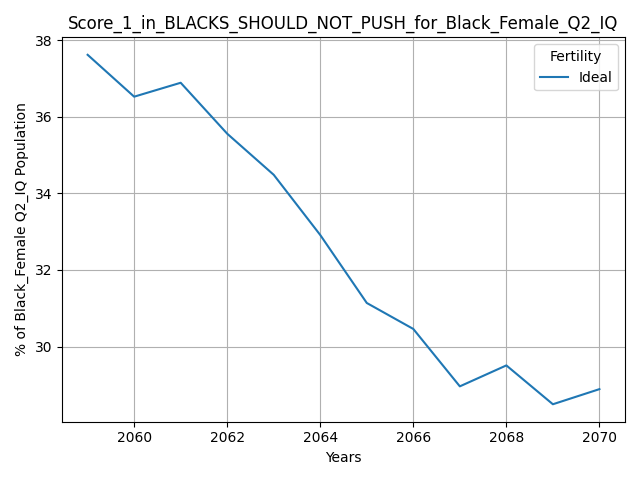 Score_1_in_BLACKS_SHOULD_NOT_PUSH_for_Black_Female_Q2_IQ
Fertility
Ideal
38
36
34
32
30
% of Black_Female Q2_IQ Population
2060 2062 2064 2066 2068 2070
Years